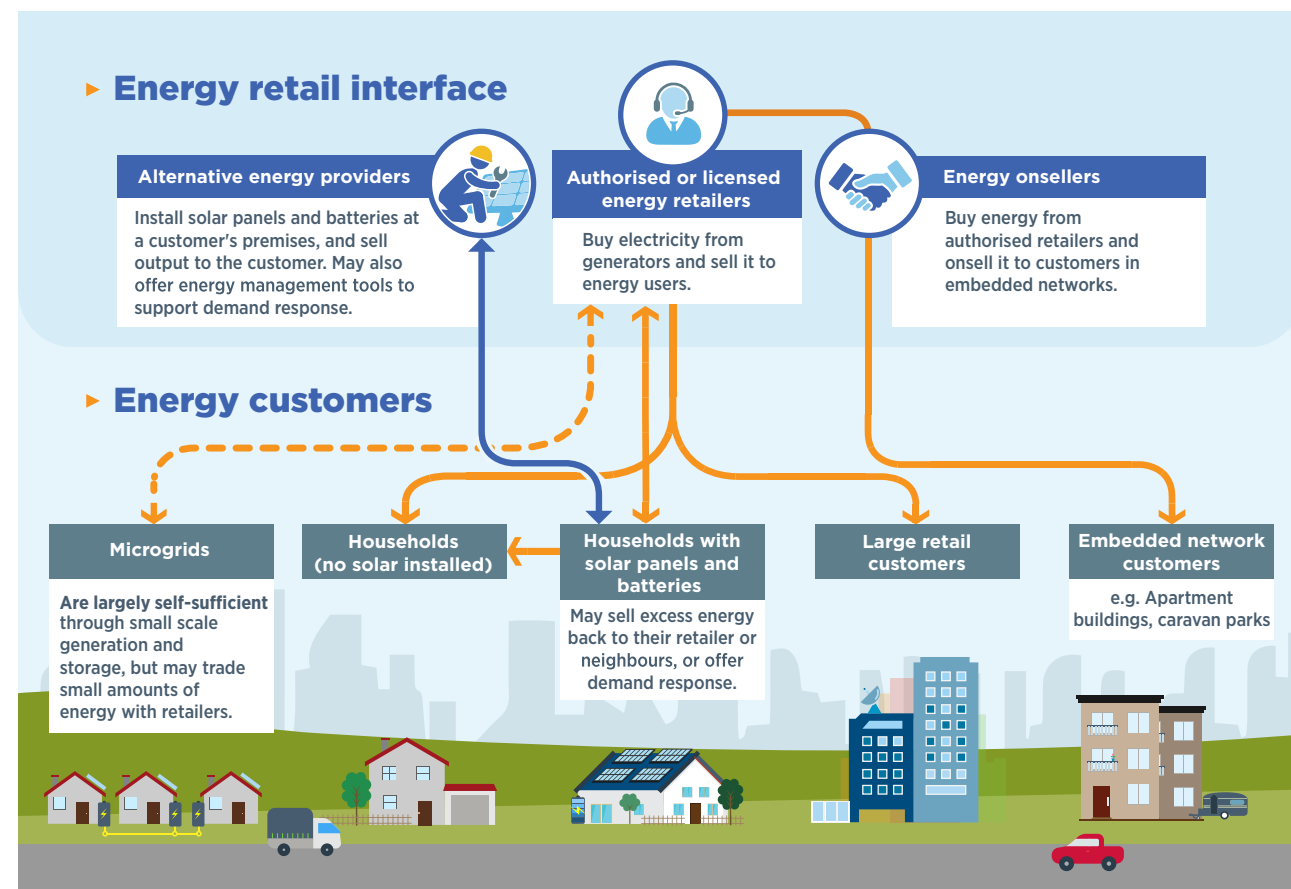 Energy retail interface
Alternative energy providers
Install solar panels and batteries at
a customer's premises, and sell
output to the customer. May also
offer energy management tools to
support demand response.
Authorised or licensed
energy retailers
Buy electricity from
generators and sell it to
energy users.
Energy onsellers
Buy energy from
authorised retailers and
onsell it to customers in
embedded networks.
Energy customers
Microgrids
Are largely self-sufficient
through small scale
generation and
storage, but may trade
small amounts of
energy with retailers.
Households
(no solar installed)
Households with
solar panels and
batteries
May sell excess energy
back to their retailer or
neighbours, or offer
demand response.
Large retail
customers
Embedded network
customers
e.g. Apartment
buildings, caravan parks